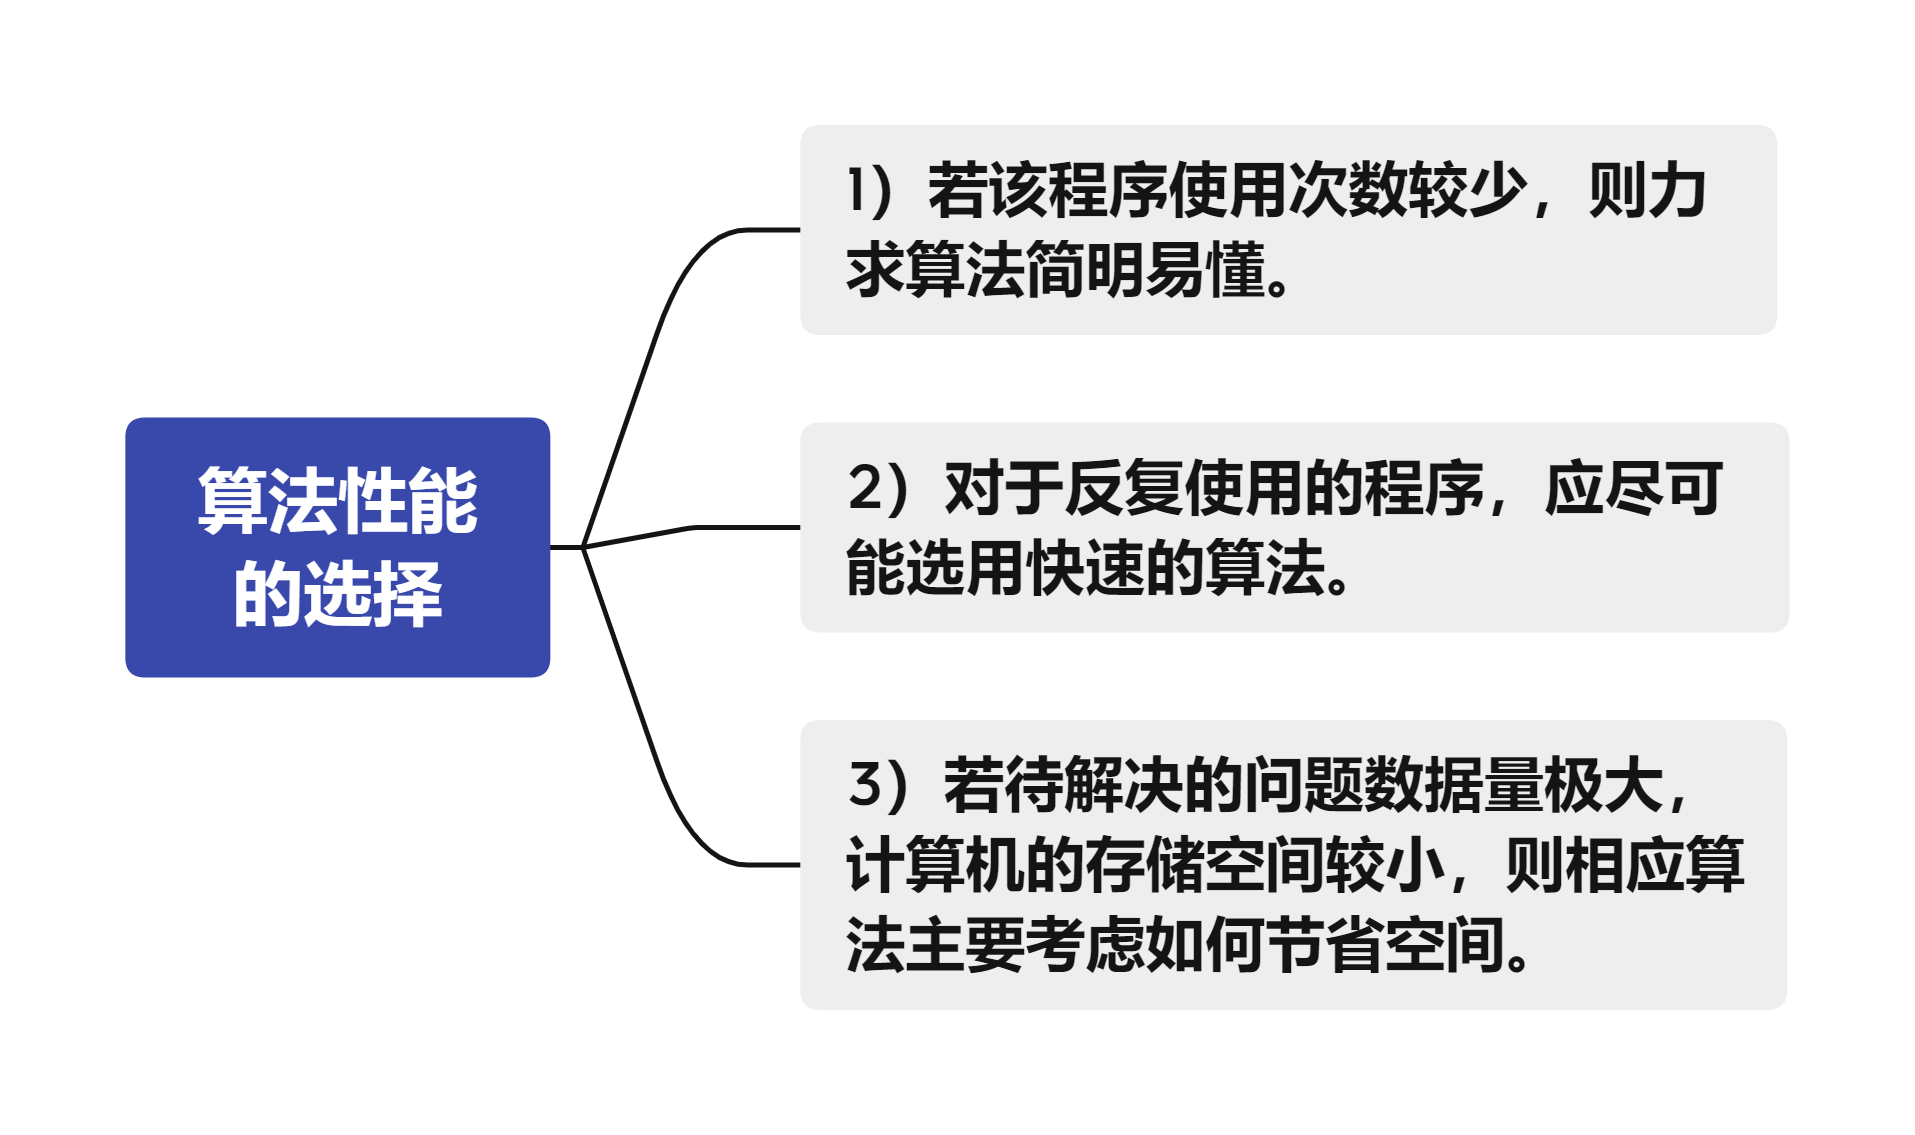 算法性能
的选择
1）若该程序使用次数较少，则力
求算法简明易懂。
2）对于反复使用的程序，应尽可
能选用快速的算法。
3）若待解决的问题数据量极大，
计算机的存储空间较小，则相应算
法主要考虑如何节省空间。